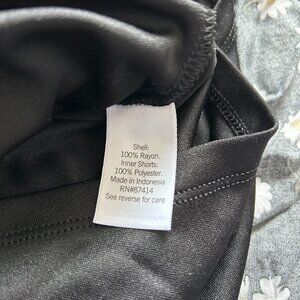 Shell:
100% Rayon.
Inner Shorts:
100% Polyester.
Made in Indonesia
RN#87414
See reverse for care